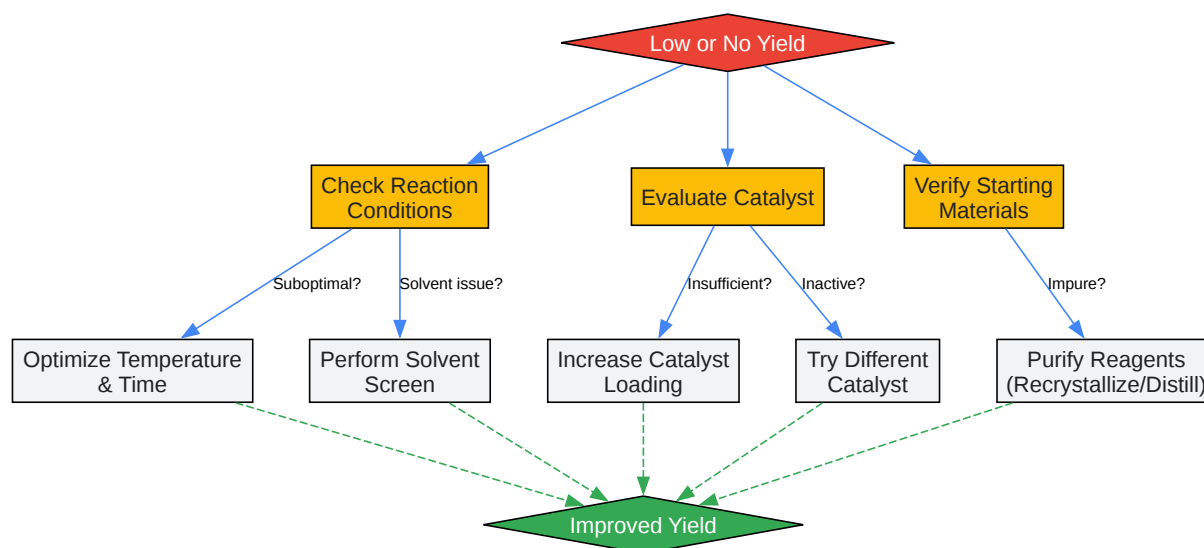 Low or No Yield
Check Reaction
Conditions
Evaluate Catalyst
Verify Starting
Materials
Suboptimal?
Solvent issue?
Insufficient?
Inactive?
Impure?
Optimize Temperature
& Time
Perform Solvent
Screen
Increase Catalyst
Loading
Try Different
Catalyst
Purify Reagents
(Recrystallize/Distill)
Improved Yield